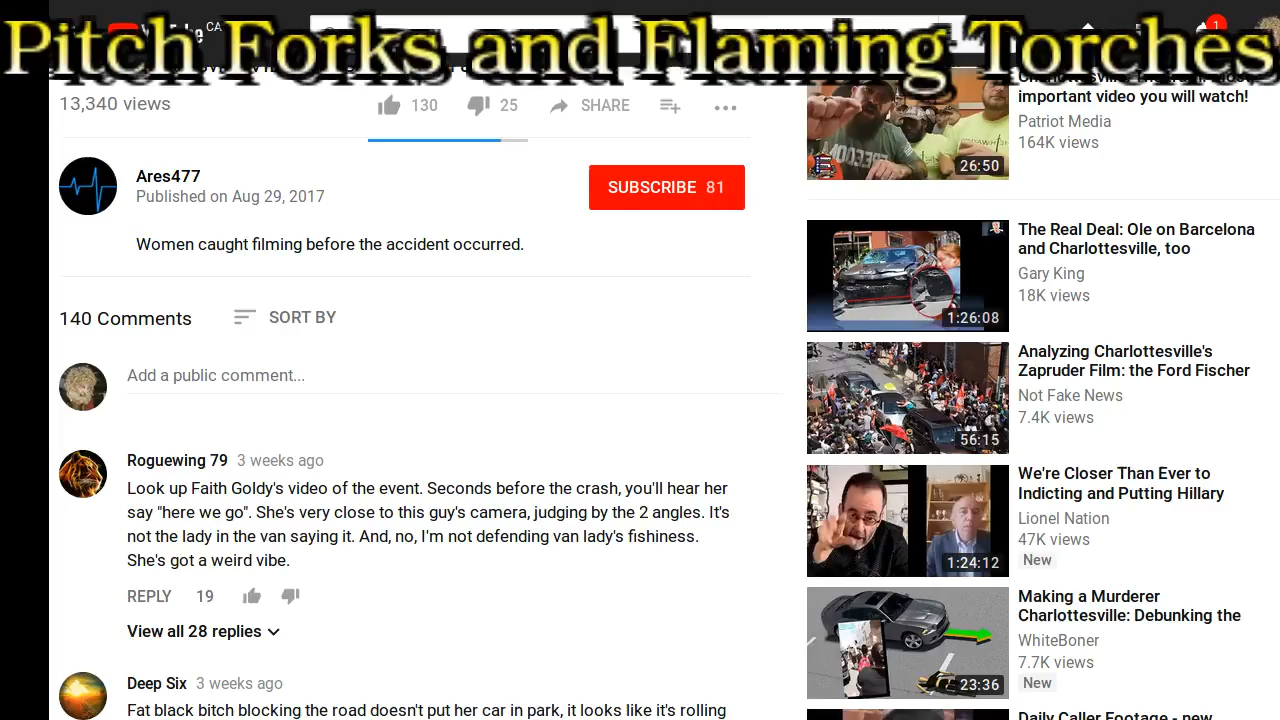 Pitch Forks and Flaming Torches
CA
1
13,340 views
130
25
SHARE
Ares477
Published on Aug 29, 2017
SUBSCRIBE 81
Women caught filming before the accident occurred.
140 Comments
SORT BY
Add a public comment...
Roguewing 79 3 weeks ago
Look up Faith Goldy's video of the event. Seconds before the crash, you'll hear her
say "here we go". She's very close to this guy's camera, judging by the 2 angles. It's
not the lady in the van saying it. And, no, I'm not defending van lady's fishiness.
She's got a weird vibe.
REPLY 19
View all 28 replies
Deep Six 3 weeks ago
Fat black bitch blocking the road doesn't put her car in park, it looks like it's rolling
important video you will watch!
Patriot Media
164K views
26:50
The Real Deal: Ole on Barcelona
and Charlottesville, too
Gary King
18K views
1:26:08
Analyzing Charlottesville's
Zapruder Film: the Ford Fischer
Not Fake News
7.4K views
56:15
We're Closer Than Ever to
Indicting and Putting Hillary
Lionel Nation
47K views
New
1:24:12
Making a Murderer
Charlottesville: Debunking the
WhiteBoner
7.7K views
New
23:36
Daily Caller Footage - new